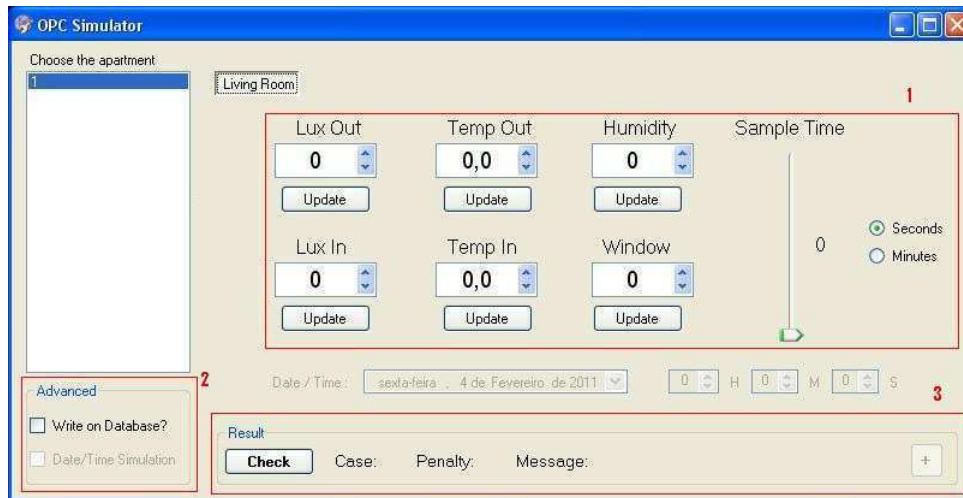 OPC Simulator
Choose the apartment
1
Living Room
1
Lux Out
Temp Out
Humidity
Sample Time
0
0,0
0
Update
Update
Update
0
Seconds
Minutes
Lux In
Temp In
Window
0
0,0
0
Update
Update
Update
2
Advanced
Write on Database?
Date/Time Simulation
Date / Time :
sexta-feira , 4 de Fevereiro de 2011
0 H 0 M 0 S
3
Result
Check Case: Penalty: Message: +